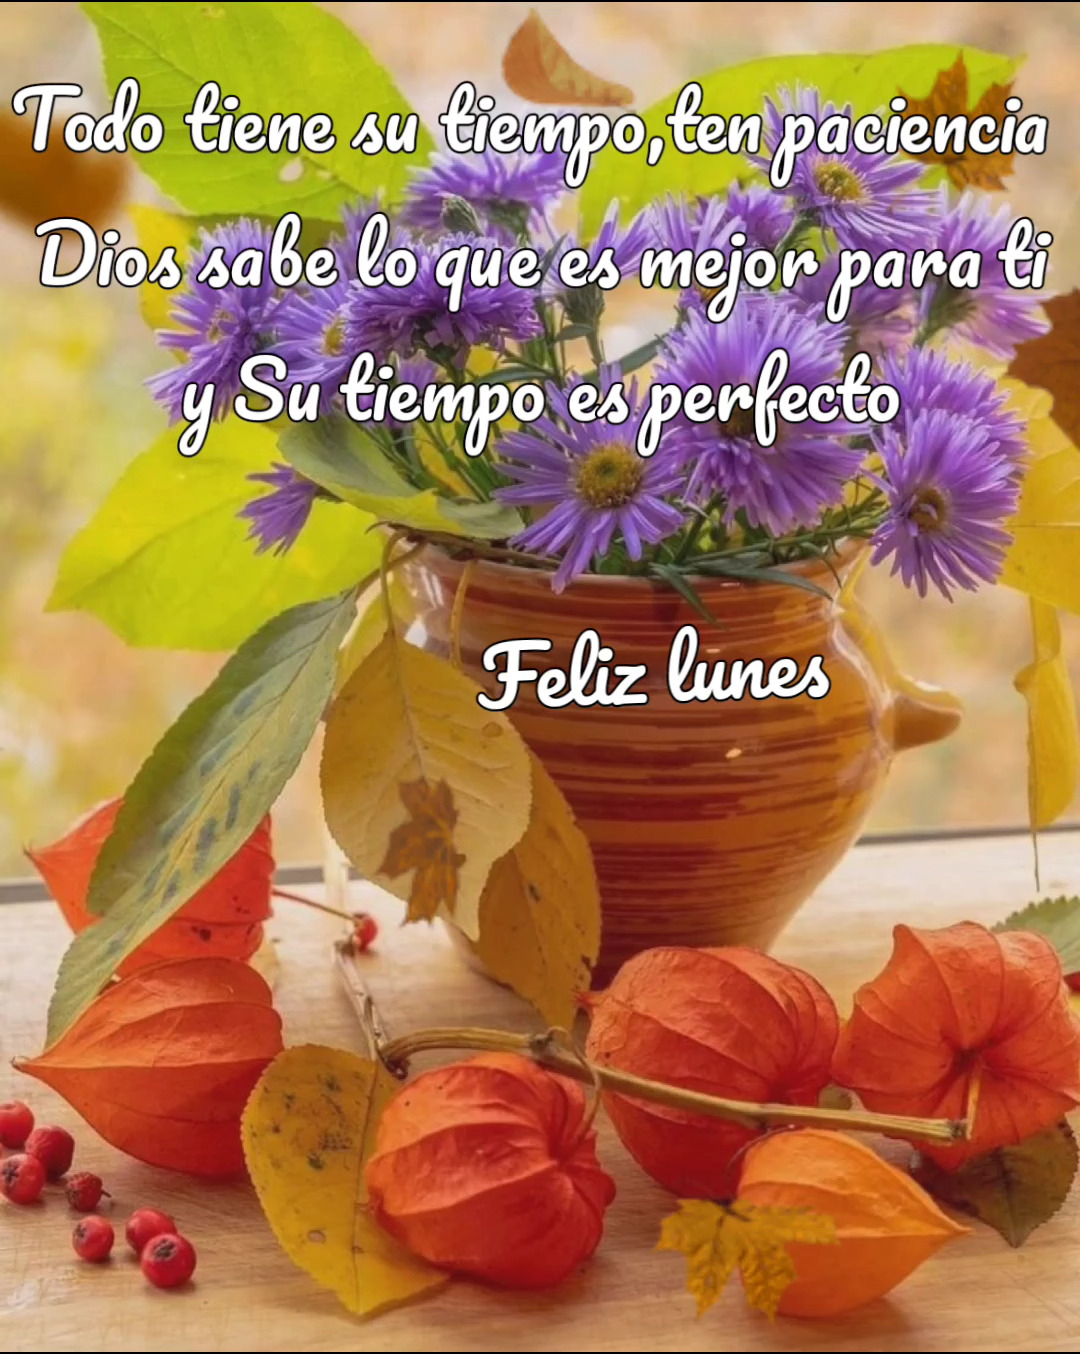 Todo tiene su tiempo,ten paciencia
Dios sabe lo que es mejor para ti
y Su tiempo es perfecto
Feliz lunes